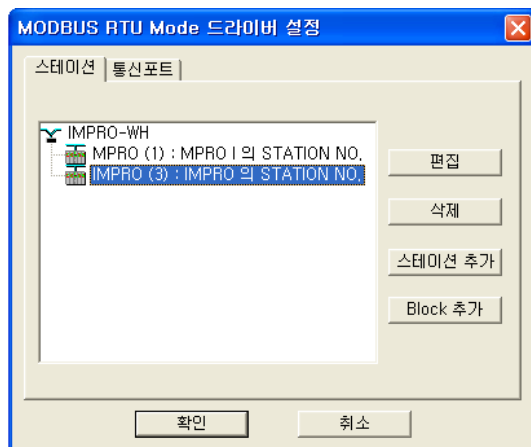 MODBUS RTU Mode 드라이버 설정
스테이션
통신포트
IMPRO-WH
MPRO (1) : MPRO I 의 STATION NO.
IMPRO (3) : IMPRO 의 STATION NO.
편집
삭제
스테이션 추가
Block 추가
확인
취소